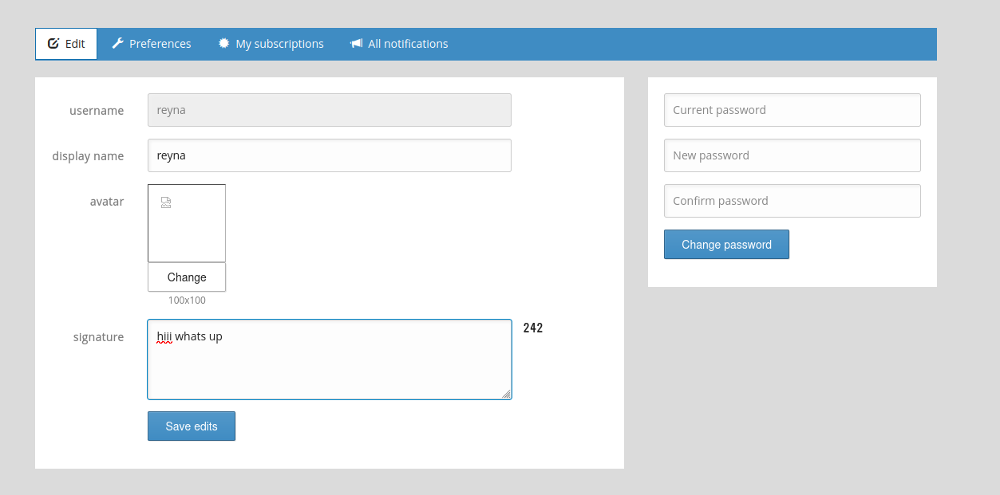 Edit Preferences My subscriptions All notifications
username reyna
display name reyna
avatar
Change
100x100
signature hiii whats up 242
Save edits
Current password
New password
Confirm password
Change password